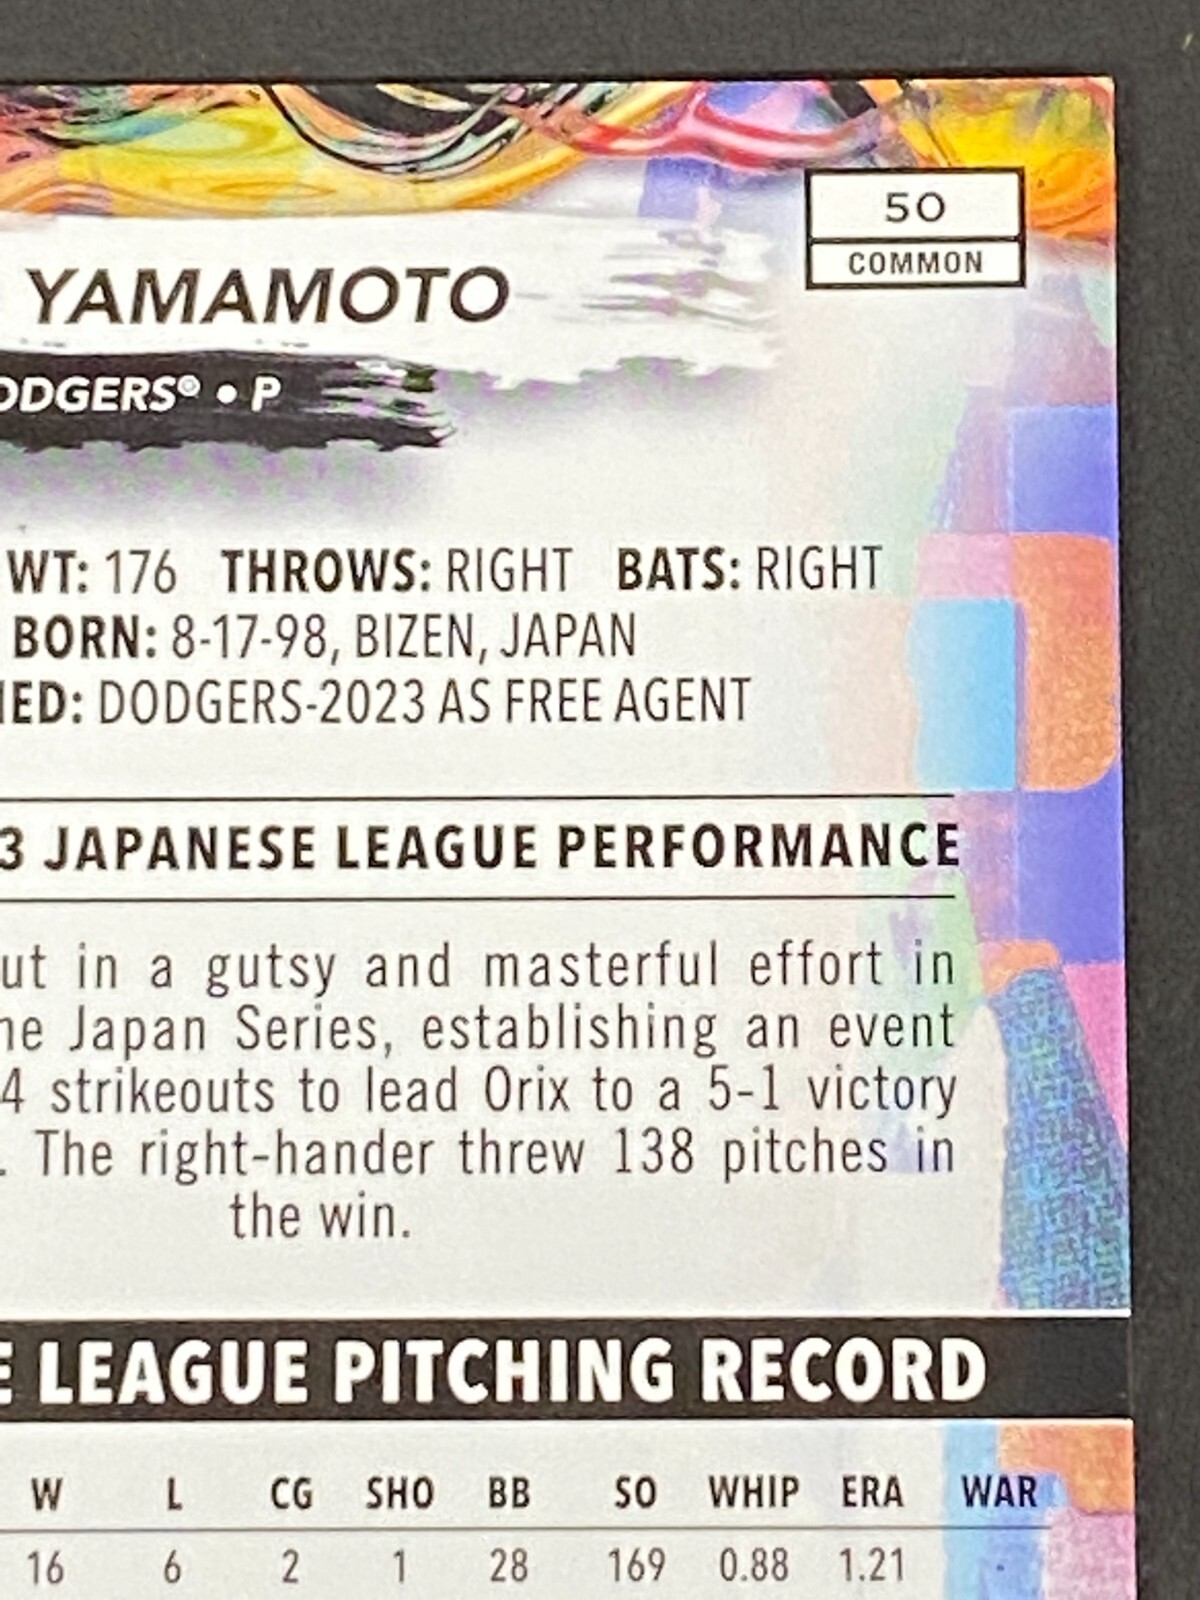 50
COMMON
YAMAMOTO
DODGERS® • P
WT: 176 THROWS: RIGHT BATS: RIGHT
BORN: 8-17-98, BIZEN, JAPAN
DODGERS-2023 AS FREE AGENT
3 JAPANESE LEAGUE PERFORMANCE
in a gutsy and masterful effort in
Japan Series, establishing an event
4 strikeouts to lead Orix to a 5-1 victory
. The right-hander threw 138 pitches in
the win.
LEAGUE PITCHING RECORD
W L CG SHO BB SO WHIP ERA WAR
16 6 2 1 28 169 0.88 1.21 -